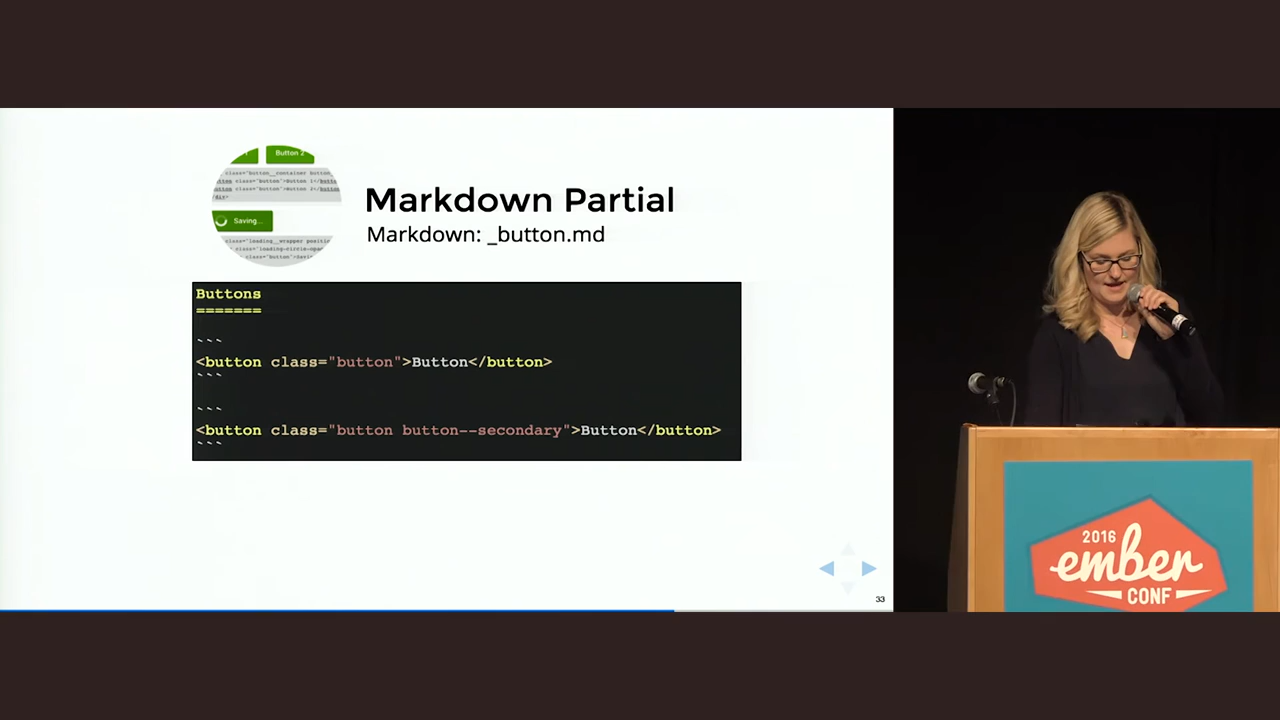 Button 2
Saving...
Markdown Partial
Markdown: _button.md
Buttons
=======
```
<button class="button">Button</button>
```
```
<button class="button button--secondary">Button</button>
```
33
2016
ember
CONF